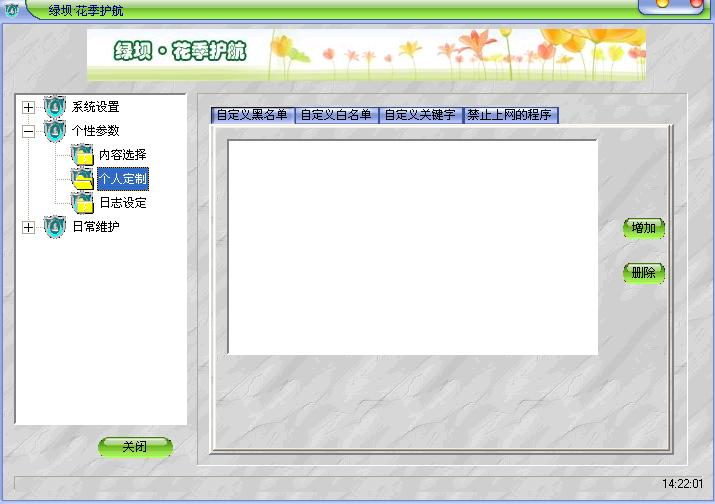 绿坝·花季护航
绿坝·花季护航
系统设置
个性参数
内容选择
个人定制
日志设定
日常维护
自定义黑名单 自定义白名单 自定义关键字 禁止上网的程序
增加
删除
关闭
14:22:01